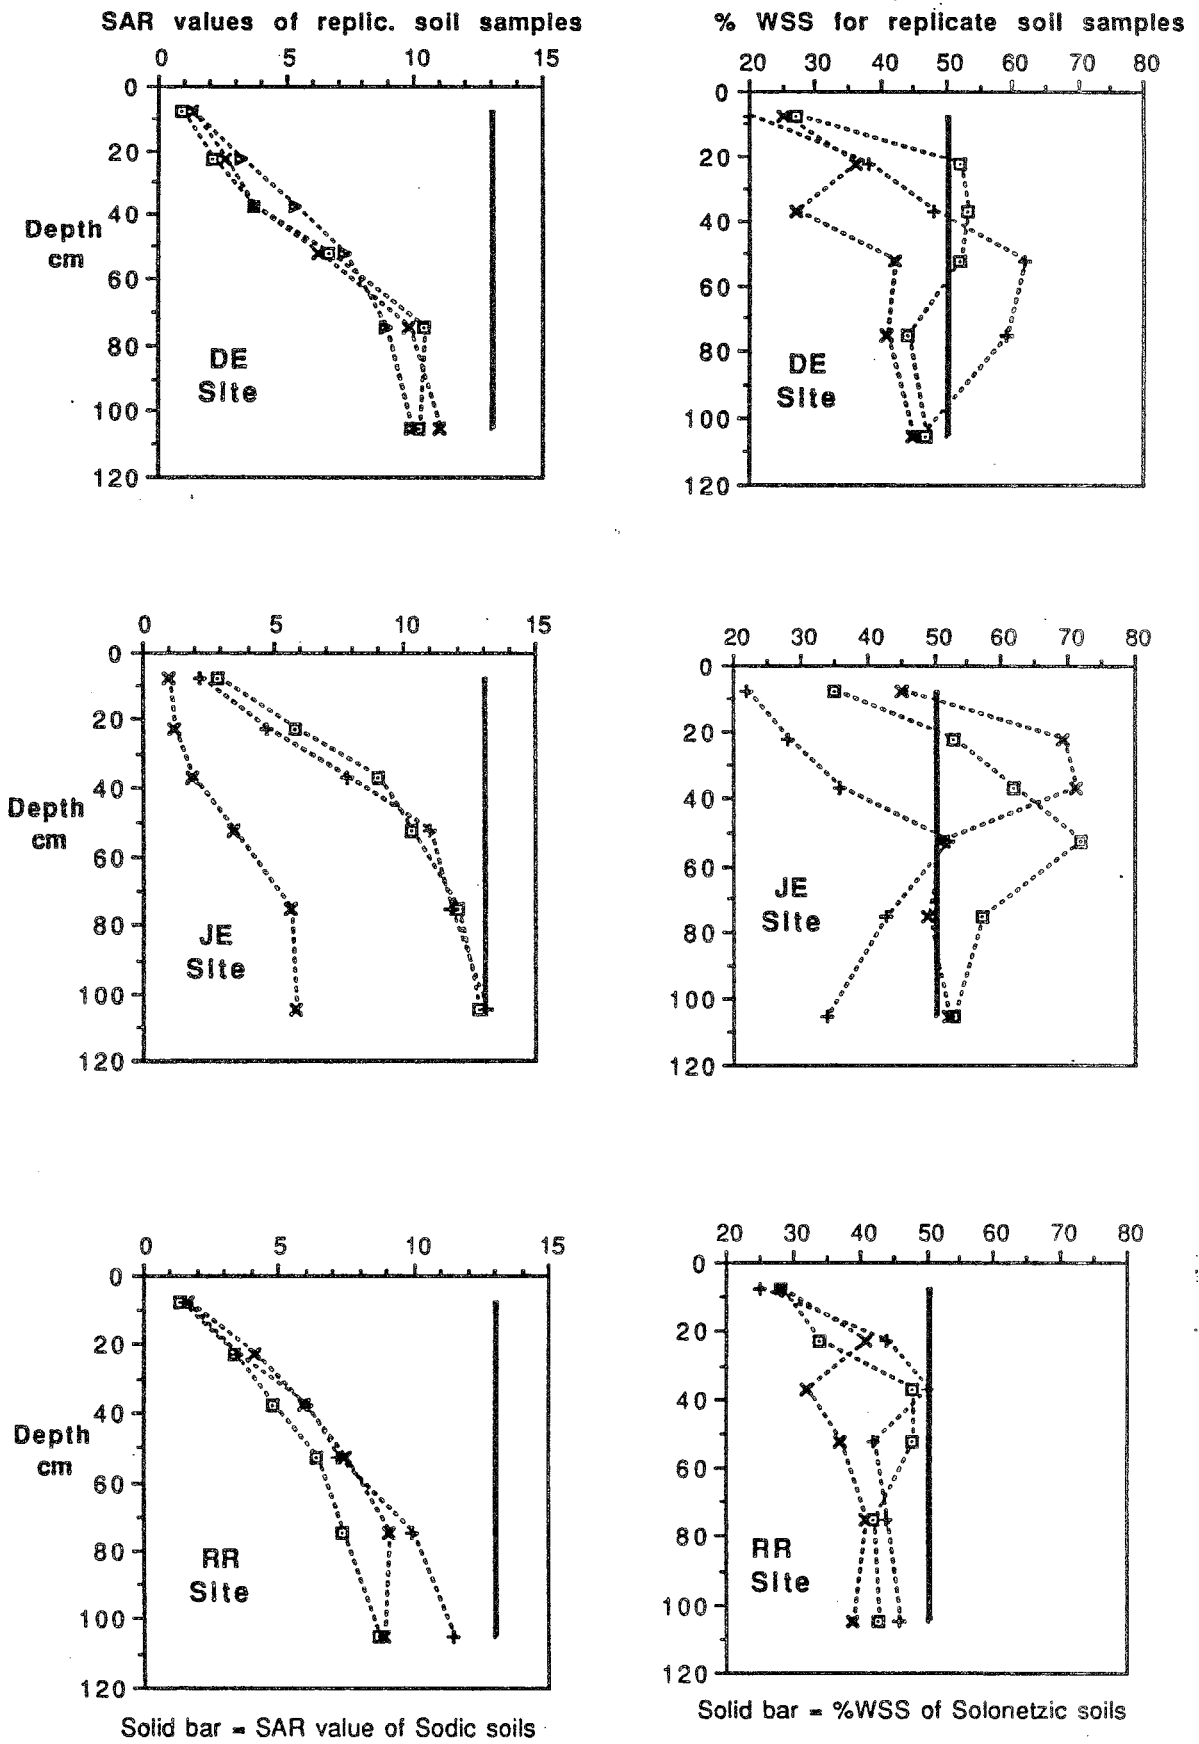 SAR values of replic. soil samples
0 5 10 15
0
20
40
60
80
100
120
Depth
cm
DE
Site
% WSS for replicate soil samples
20 30 40 50 60 70 80
0
20
40
60
80
100
120
DE
Site
0 5 10 15
0
20
40
60
80
100
120
Depth
cm
JE
Site
20 30 40 50 60 70 80
0
20
40
60
80
100
120
JE
Site
0 5 10 15
0
20
40
60
80
100
120
Depth
cm
RR
Site
Solid bar = SAR value of Sodic soils
20 30 40 50 60 70 80
0
20
40
60
80
100
120
RR
Site
Solid bar = %WSS of Solonetzic soils